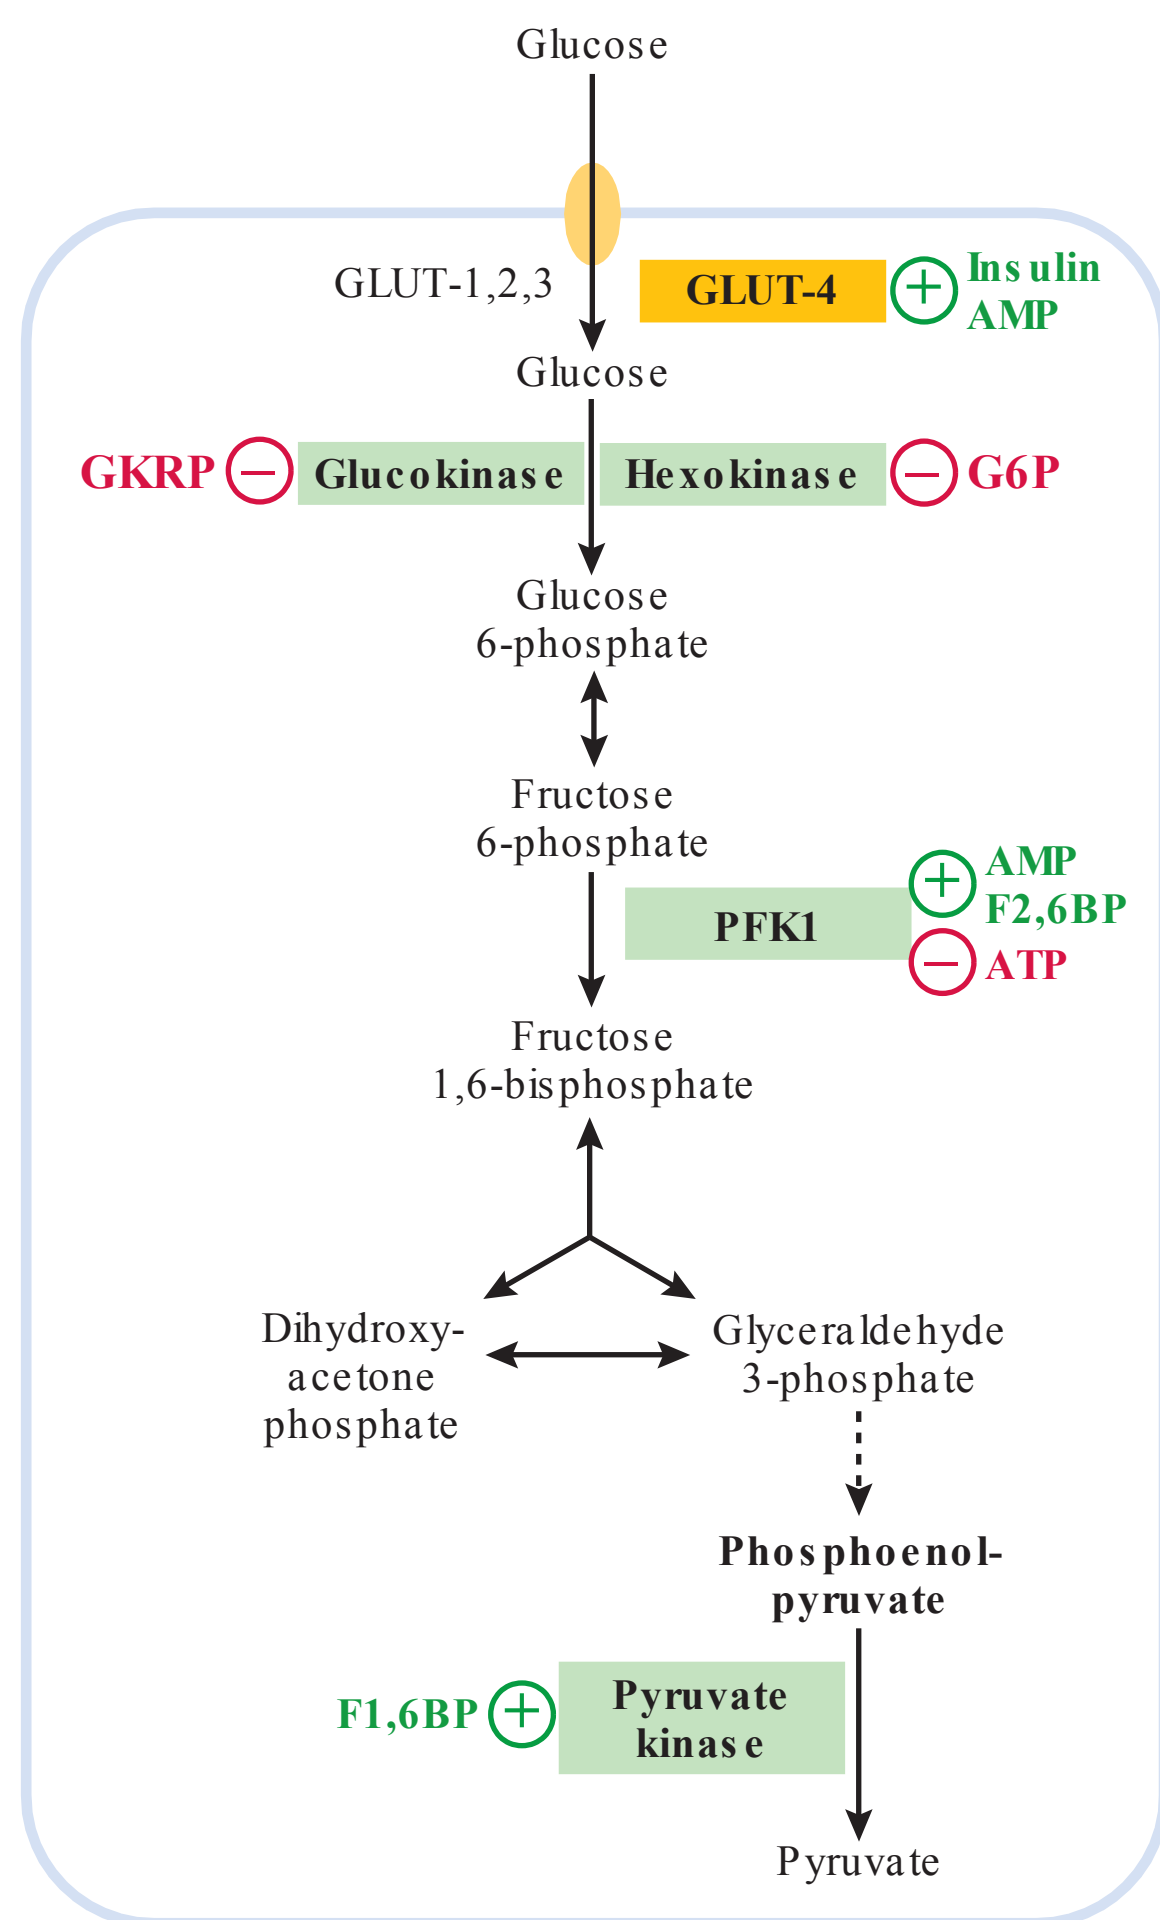 Glucose
GLUT-1,2,3
GLUT-4
+
Insulin
AMP
Glucose
GKRP
−
Glucokinase
Hexokinase
−
G6P
Glucose
6-phosphate
Fructose
6-phosphate
PFK1
+
AMP
F2,6BP
−
ATP
Fructose
1,6-bisphosphate
Dihydroxy-
acetone
phosphate
Glyceraldehyde
3-phosphate
Phosphoenol-
pyruvate
F1,6BP
+
Pyruvate
kinase
Pyruvate